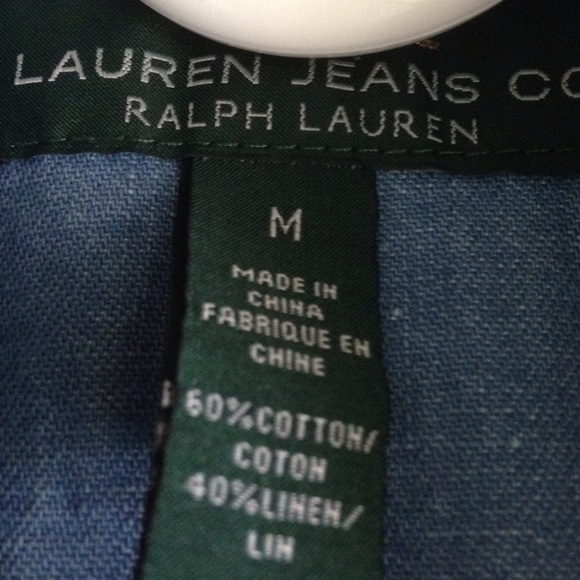 LAUREN JEANS CO
RALPH LAUREN
M
MADE IN
CHINA
FABRIQUE EN
CHINE
60%COTTON/
COTON
40%LINEN/
LIN